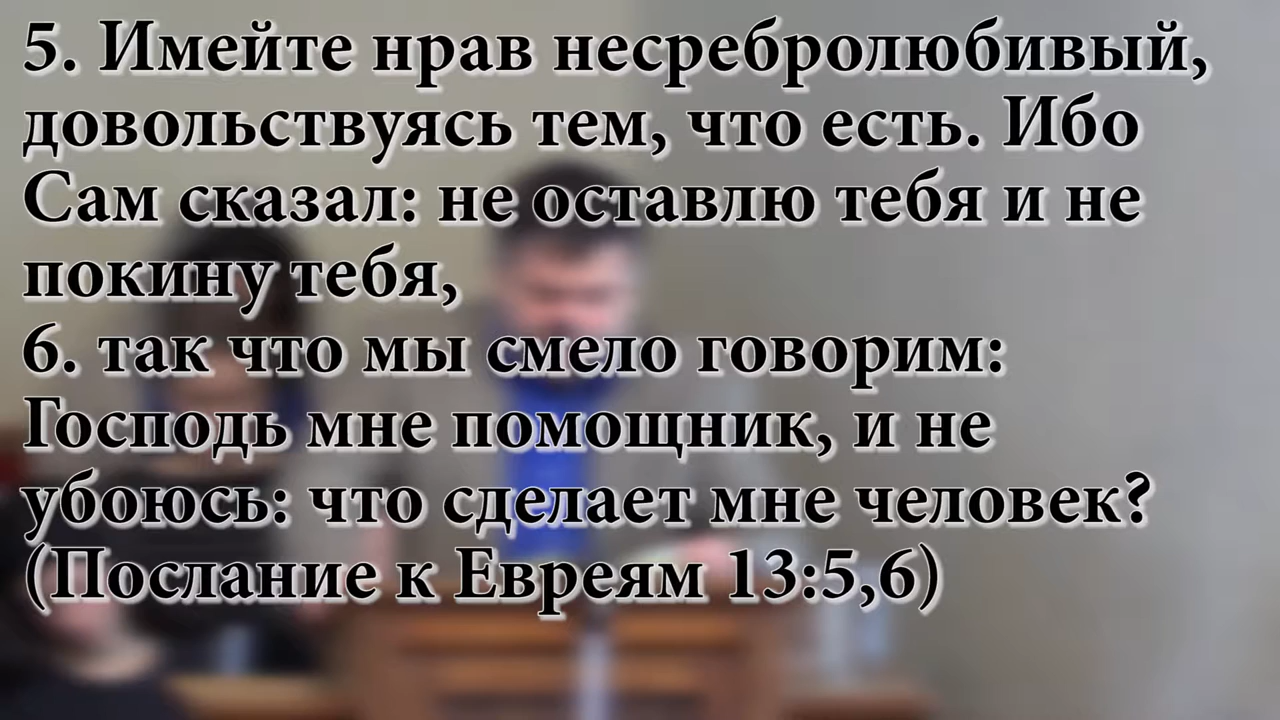 5. Имейте нрав несребролюбивый,
довольствуясь тем, что есть. Ибо
Сам сказал: не оставлю тебя и не
покину тебя,
6. так что мы смело говорим:
Господь мне помощник, и не
убоюсь: что сделает мне человек?
(Послание к Евреям 13:5,6)